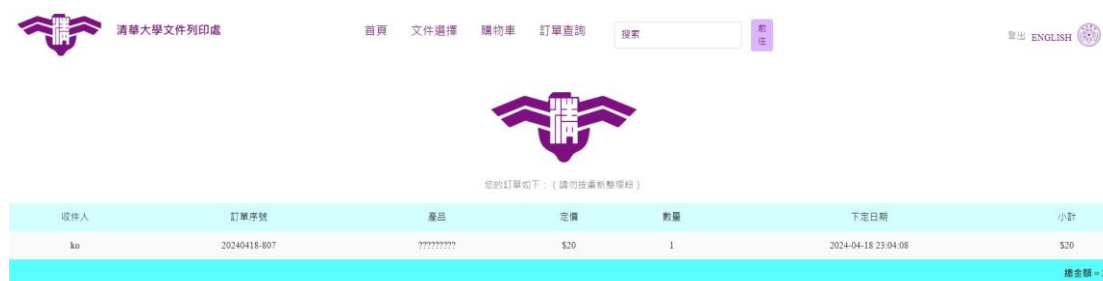 清華大學文件列印處
首頁 文件選擇 購物車 訂單查詢 搜索 前往 登出 ENGLISH
您的訂單如下：（請勿按重新整理鈕）
收件人 訂單序號 產品 定價 數量 下定日期 小計
ko 20240418-807 ????????? $20 1 2024-04-18 23:04:08 $20
總金額 =